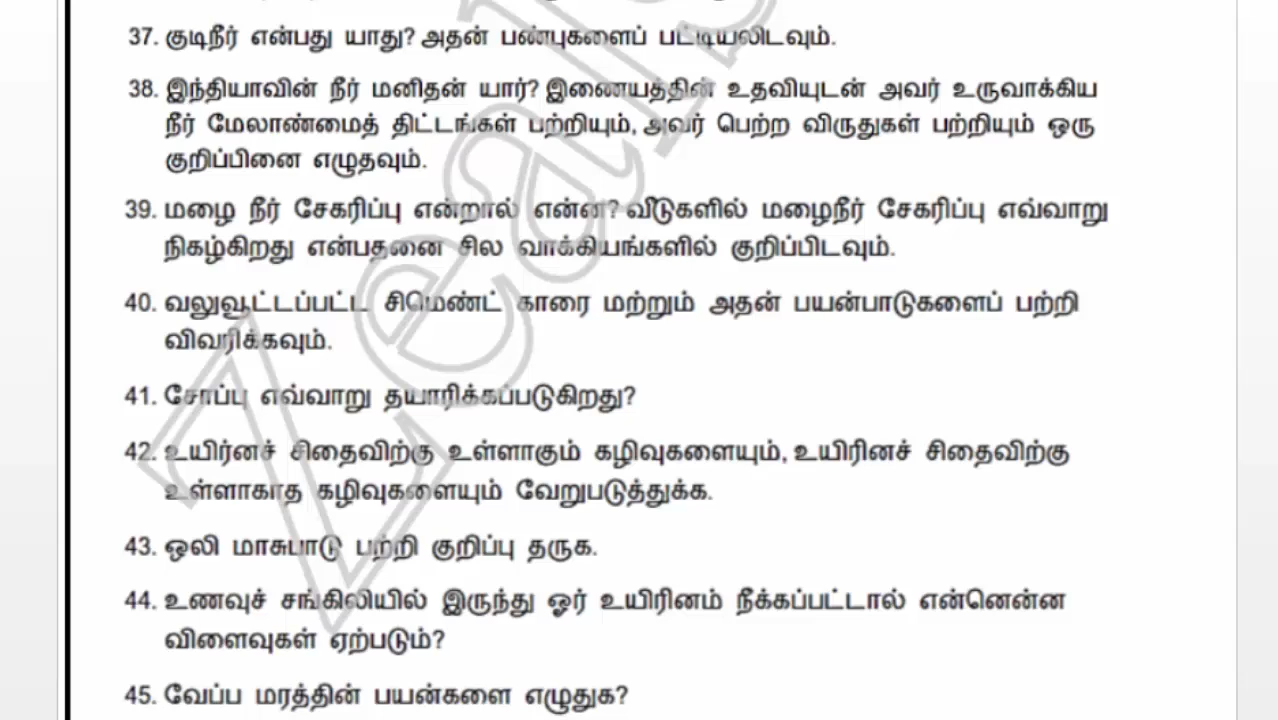 37. குடிநீர் என்பது யாது? அதன் பண்புகளைப் பட்டியலிடவும்.
38. இந்தியாவின் நீர் மனிதன் யார்? இணையத்தின் உதவியுடன் அவர் உருவாக்கிய
நீர் மேலாண்மைத் திட்டங்கள் பற்றியும், அவர் பெற்ற விருதுகள் பற்றியும் ஒரு
குறிப்பினை எழுதவும்.
39. மழை நீர் சேகரிப்பு என்றால் என்ன? வீடுகளில் மழைநீர் சேகரிப்பு எவ்வாறு
நிகழ்கிறது என்பதனை சில வாக்கியங்களில் குறிப்பிடவும்.
40. வலுவூட்டப்பட்ட சிமெண்ட் காரை மற்றும் அதன் பயன்பாடுகளைப் பற்றி
விவரிக்கவும்.
41. சோப்பு எவ்வாறு தயாரிக்கப்படுகிறது?
42. உயிர்னச் சிதைவிற்கு உள்ளாகும் கழிவுகளையும், உயிரினச் சிதைவிற்கு
உள்ளாகாத கழிவுகளையும் வேறுபடுத்துக்க.
43. ஒலி மாசுபாடு பற்றி குறிப்பு தருக.
44. உணவுச் சங்கிலியில் இருந்து ஓர் உயிரினம் நீக்கப்பட்டால் என்னென்ன
விளைவுகள் ஏற்படும்?
45. வேப்ப மரத்தின் பயன்களை எழுதுக?